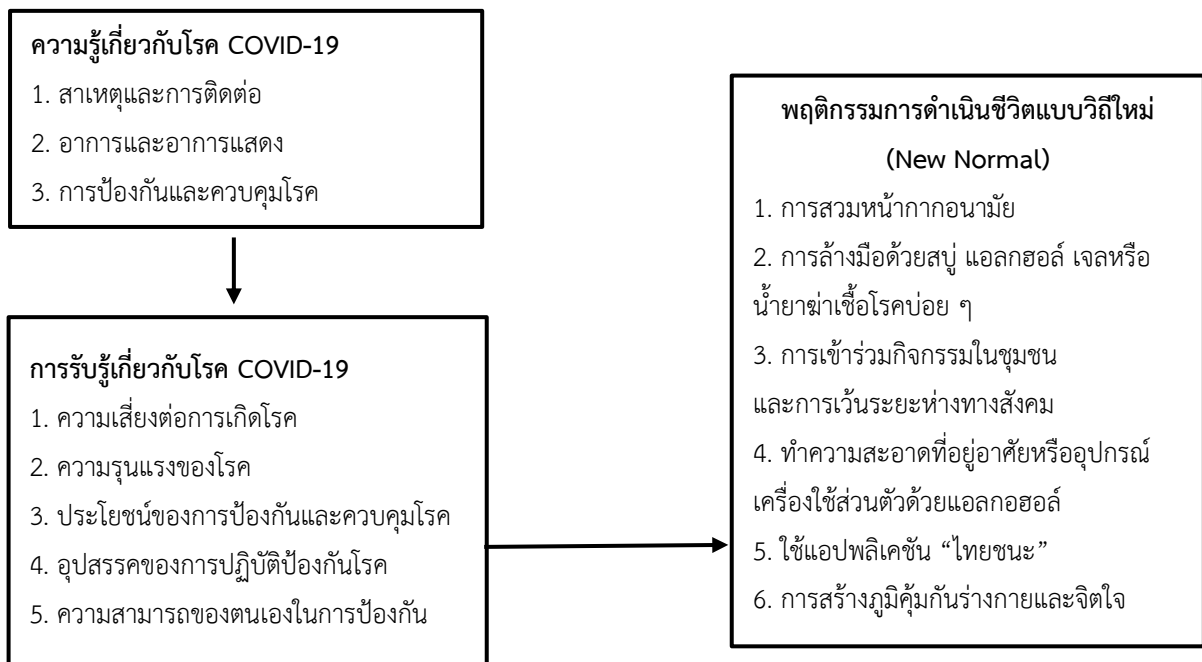 ความรู้เกี่ยวกับโรค COVID-19
1. สาเหตุและการติดต่อ
2. อาการและอาการแสดง
3. การป้องกันและควบคุมโรค
การรับรู้เกี่ยวกับโรค COVID-19
1. ความเสี่ยงต่อการเกิดโรค
2. ความรุนแรงของโรค
3. ประโยชน์ของการป้องกันและควบคุมโรค
4. อุปสรรคของการปฏิบัติป้องกันโรค
5. ความสามารถของตนเองในการป้องกัน
พฤติกรรมการดำเนินชีวิตแบบวิถีใหม่
(New Normal)
1. การสวมหน้ากากอนามัย
2. การล้างมือด้วยสบู่ แอลกฮอล์ เจลหรือ
น้ำยาฆ่าเชื้อโรคบ่อย ๆ
3. การเข้าร่วมกิจกรรมในชุมชน
และการเว้นระยะห่างทางสังคม
4. ทำความสะอาดที่อยู่อาศัยหรืออุปกรณ์
เครื่องใช้ส่วนตัวด้วยแอลกอฮอล์
5. ใช้แอปพลิเคชัน “ไทยชนะ”
6. การสร้างภูมิคุ้มกันร่างกายและจิตใจ